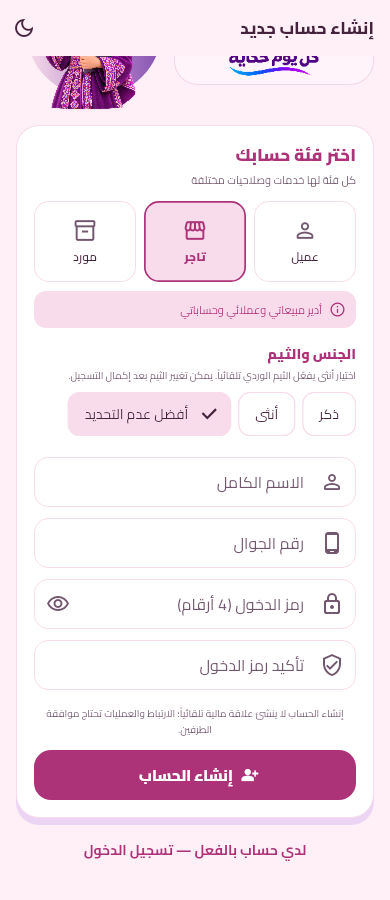 إنشاء حساب جديد
كل يوم حكاية
اختر فئة حسابك
كل فئة لها خدمات وصلاحيات مختلفة
عميل
تاجر
مورد
أدير مبيعاتي وعملائي وحساباتي
الجنس والثيم
اختيار أنثى يفعّل الثيم الوردي تلقائياً. يمكن تغيير الثيم بعد إكمال التسجيل.
ذكر
أنثى
أفضل عدم التحديد
الاسم الكامل
رقم الجوال
رمز الدخول (4 أرقام)
تأكيد رمز الدخول
إنشاء الحساب لا ينشئ علاقة مالية تلقائياً؛ الارتباط والعمليات تحتاج موافقة
الطرفين.
إنشاء الحساب
لدي حساب بالفعل — تسجيل الدخول